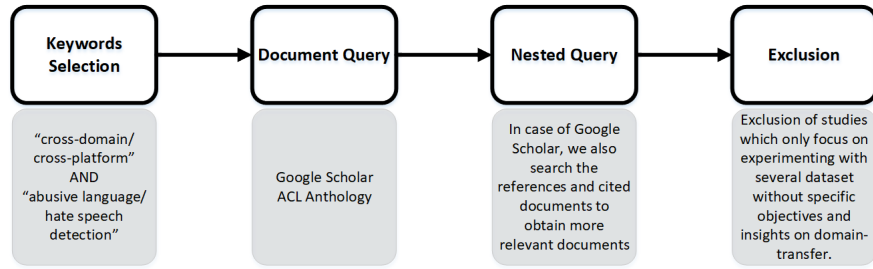 Keywords
Selection
Document Query
Nested Query
Exclusion
“cross-domain/
cross-platform”
AND
“abusive language/
hate speech
detection”
Google Scholar
ACL Anthology
In case of Google
Scholar, we also
search the
references and cited
documents to
obtain more
relevant documents
Exclusion of studies
which only focus on
experimenting with
several dataset
without specific
objectives and
insights on domain-
transfer.